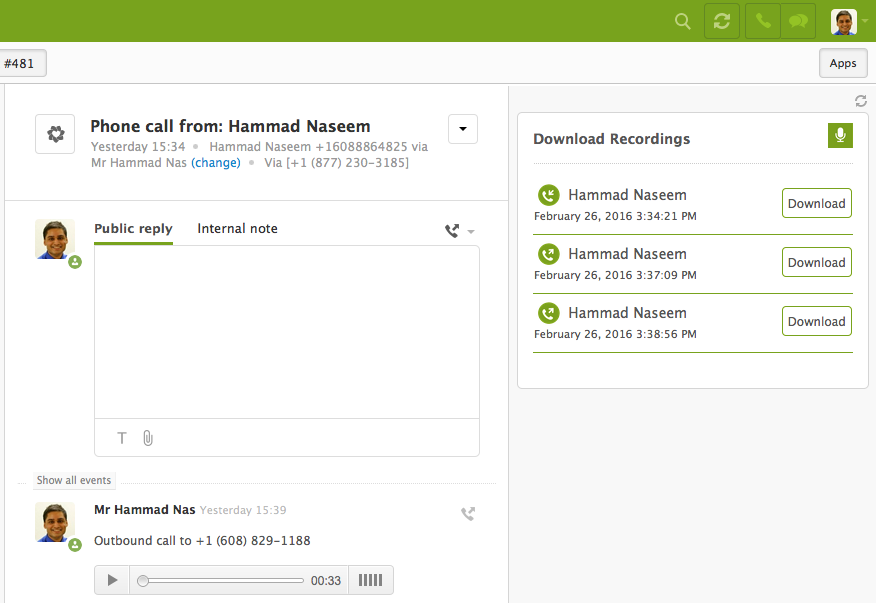 #481
Apps
Phone call from: Hammad Naseem
Yesterday 15:34 • Hammad Naseem +16088864825 via
Mr Hammad Nas (change) • Via [+1 (877) 230-3185]
Public reply
Internal note
T
Show all events
Mr Hammad Nas Yesterday 15:39
Outbound call to +1 (608) 829-1188
00:33
Download Recordings
Hammad Naseem
February 26, 2016 3:34:21 PM
Download
Hammad Naseem
February 26, 2016 3:37:09 PM
Download
Hammad Naseem
February 26, 2016 3:38:56 PM
Download